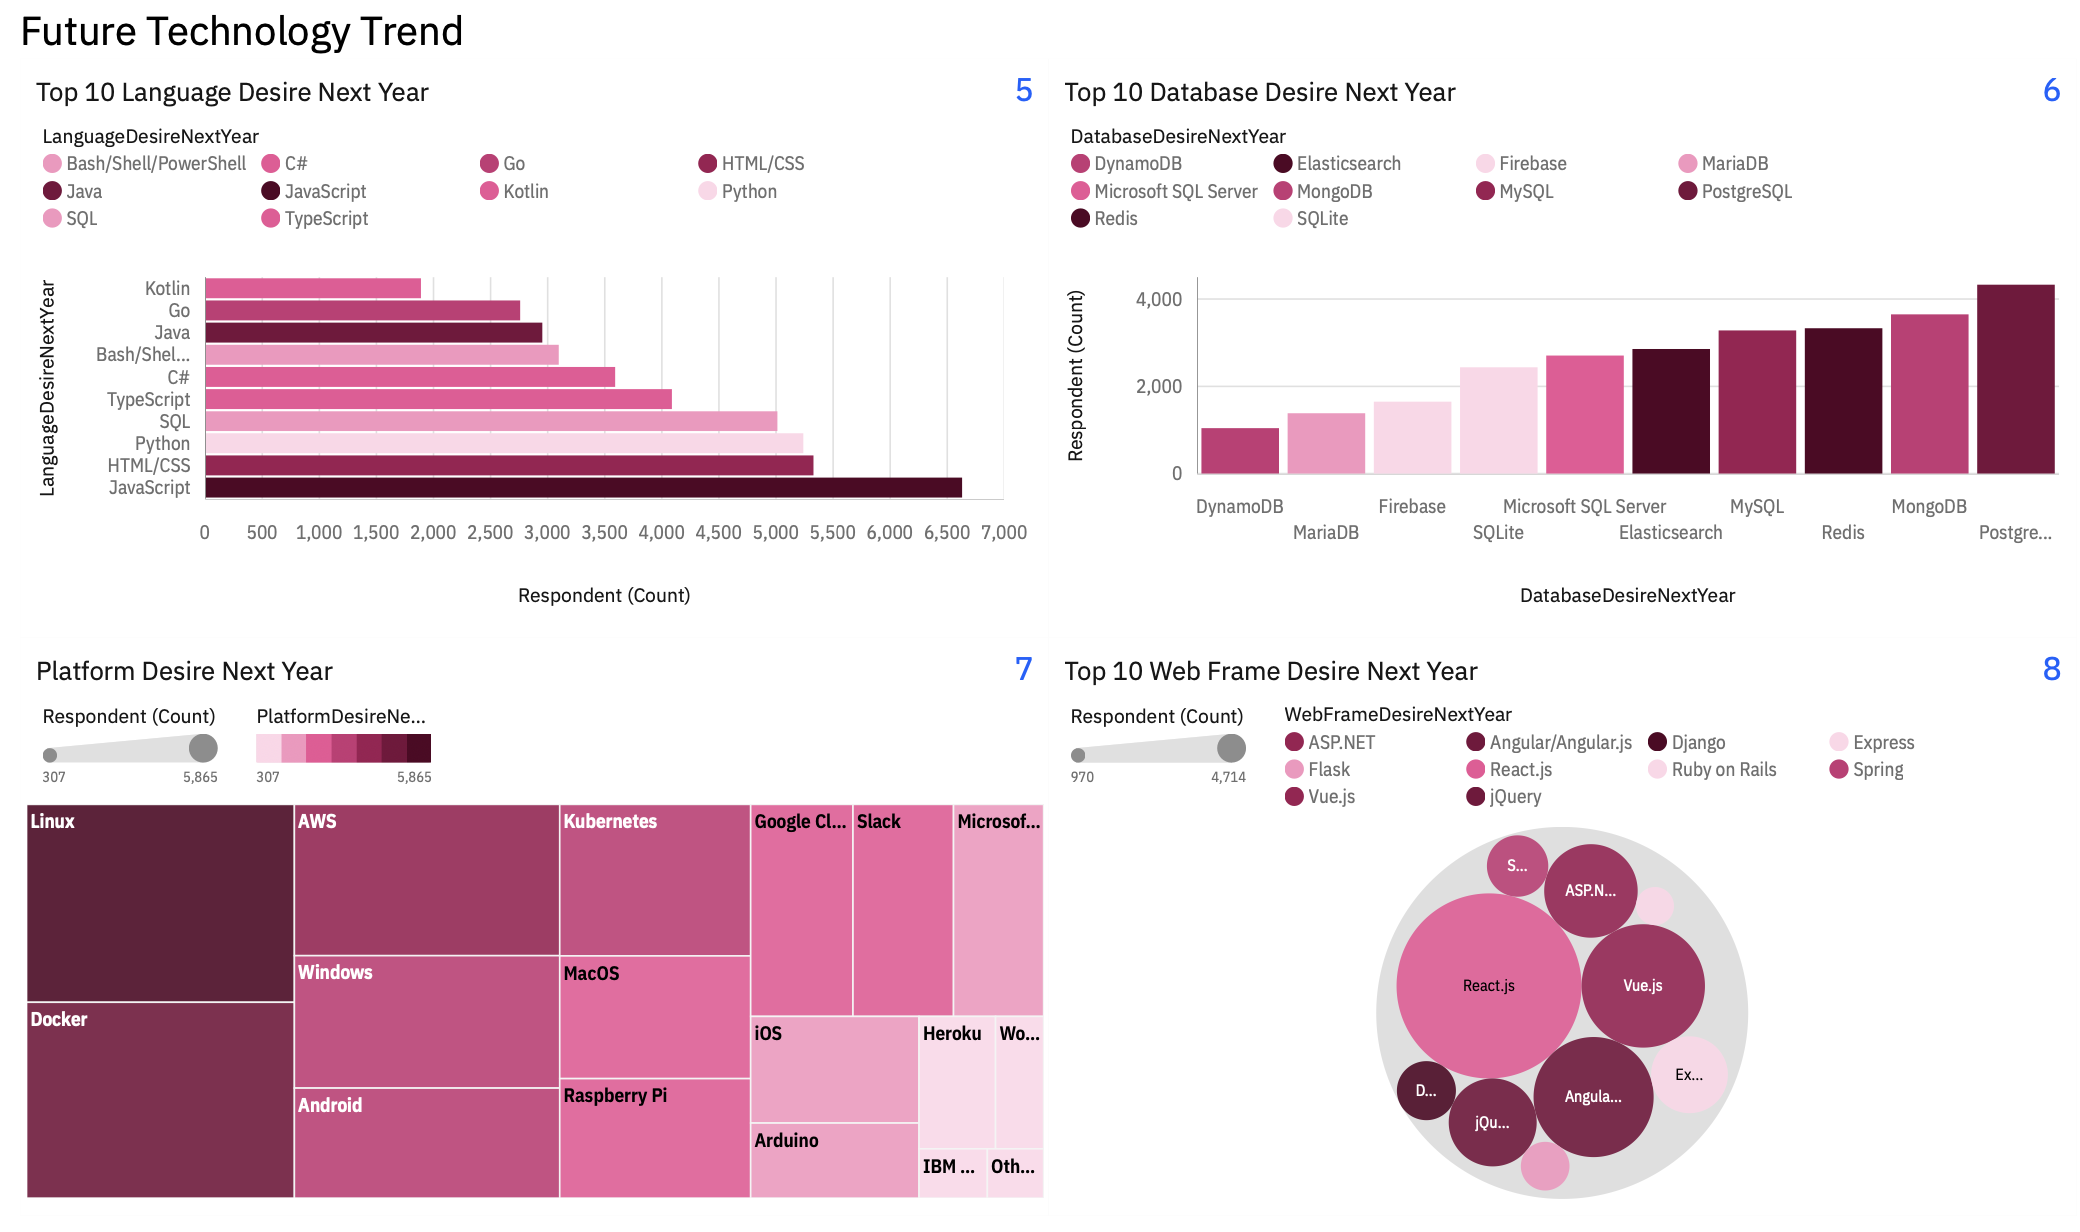 Future Technology Trend
Top 10 Language Desire Next Year
5
LanguageDesireNextYear
Bash/Shell/PowerShell C# Go HTML/CSS
Java JavaScript Kotlin Python
SQL TypeScript
LanguageDesireNextYear
Kotlin
Go
Java
Bash/Shel...
C#
TypeScript
SQL
Python
HTML/CSS
JavaScript
0 500 1,000 1,500 2,000 2,500 3,000 3,500 4,000 4,500 5,000 5,500 6,000 6,500 7,000
Respondent (Count)
Top 10 Database Desire Next Year
6
DatabaseDesireNextYear
DynamoDB Elasticsearch Firebase MariaDB
Microsoft SQL Server MongoDB MySQL PostgreSQL
Redis SQLite
Respondent (Count)
4,000
2,000
0
DynamoDB Firebase Microsoft SQL Server MySQL MongoDB
MariaDB SQLite Elasticsearch Redis Postgre...
DatabaseDesireNextYear
Platform Desire Next Year
7
Respondent (Count) PlatformDesireNe...
307 5,865 307 5,865
Linux AWS Kubernetes Google Cl... Slack Microsof...
Windows MacOS
Docker iOS Heroku Wo...
Android Raspberry Pi
Arduino
IBM ... Oth...
Top 10 Web Frame Desire Next Year
8
Respondent (Count) WebFrameDesireNextYear
970 4,714
ASP.NET Angular/Angular.js Django Express
Flask React.js Ruby on Rails Spring
Vue.js jQuery
S...
ASP.N...
React.js
Vue.js
Ex...
D...
Angula...
jQu...